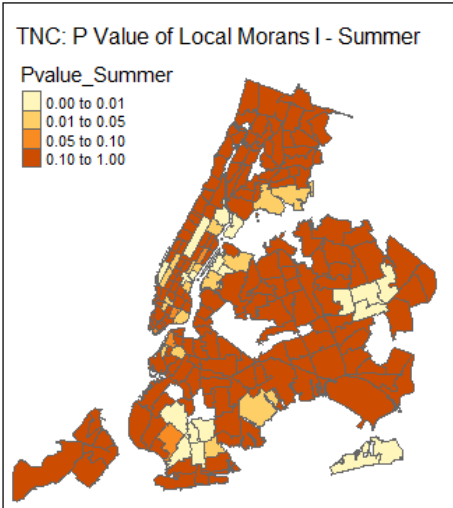 TNC: P Value of Local Morans I - Summer
Pvalue_Summer
0.00 to 0.01
0.01 to 0.05
0.05 to 0.10
0.10 to 1.00